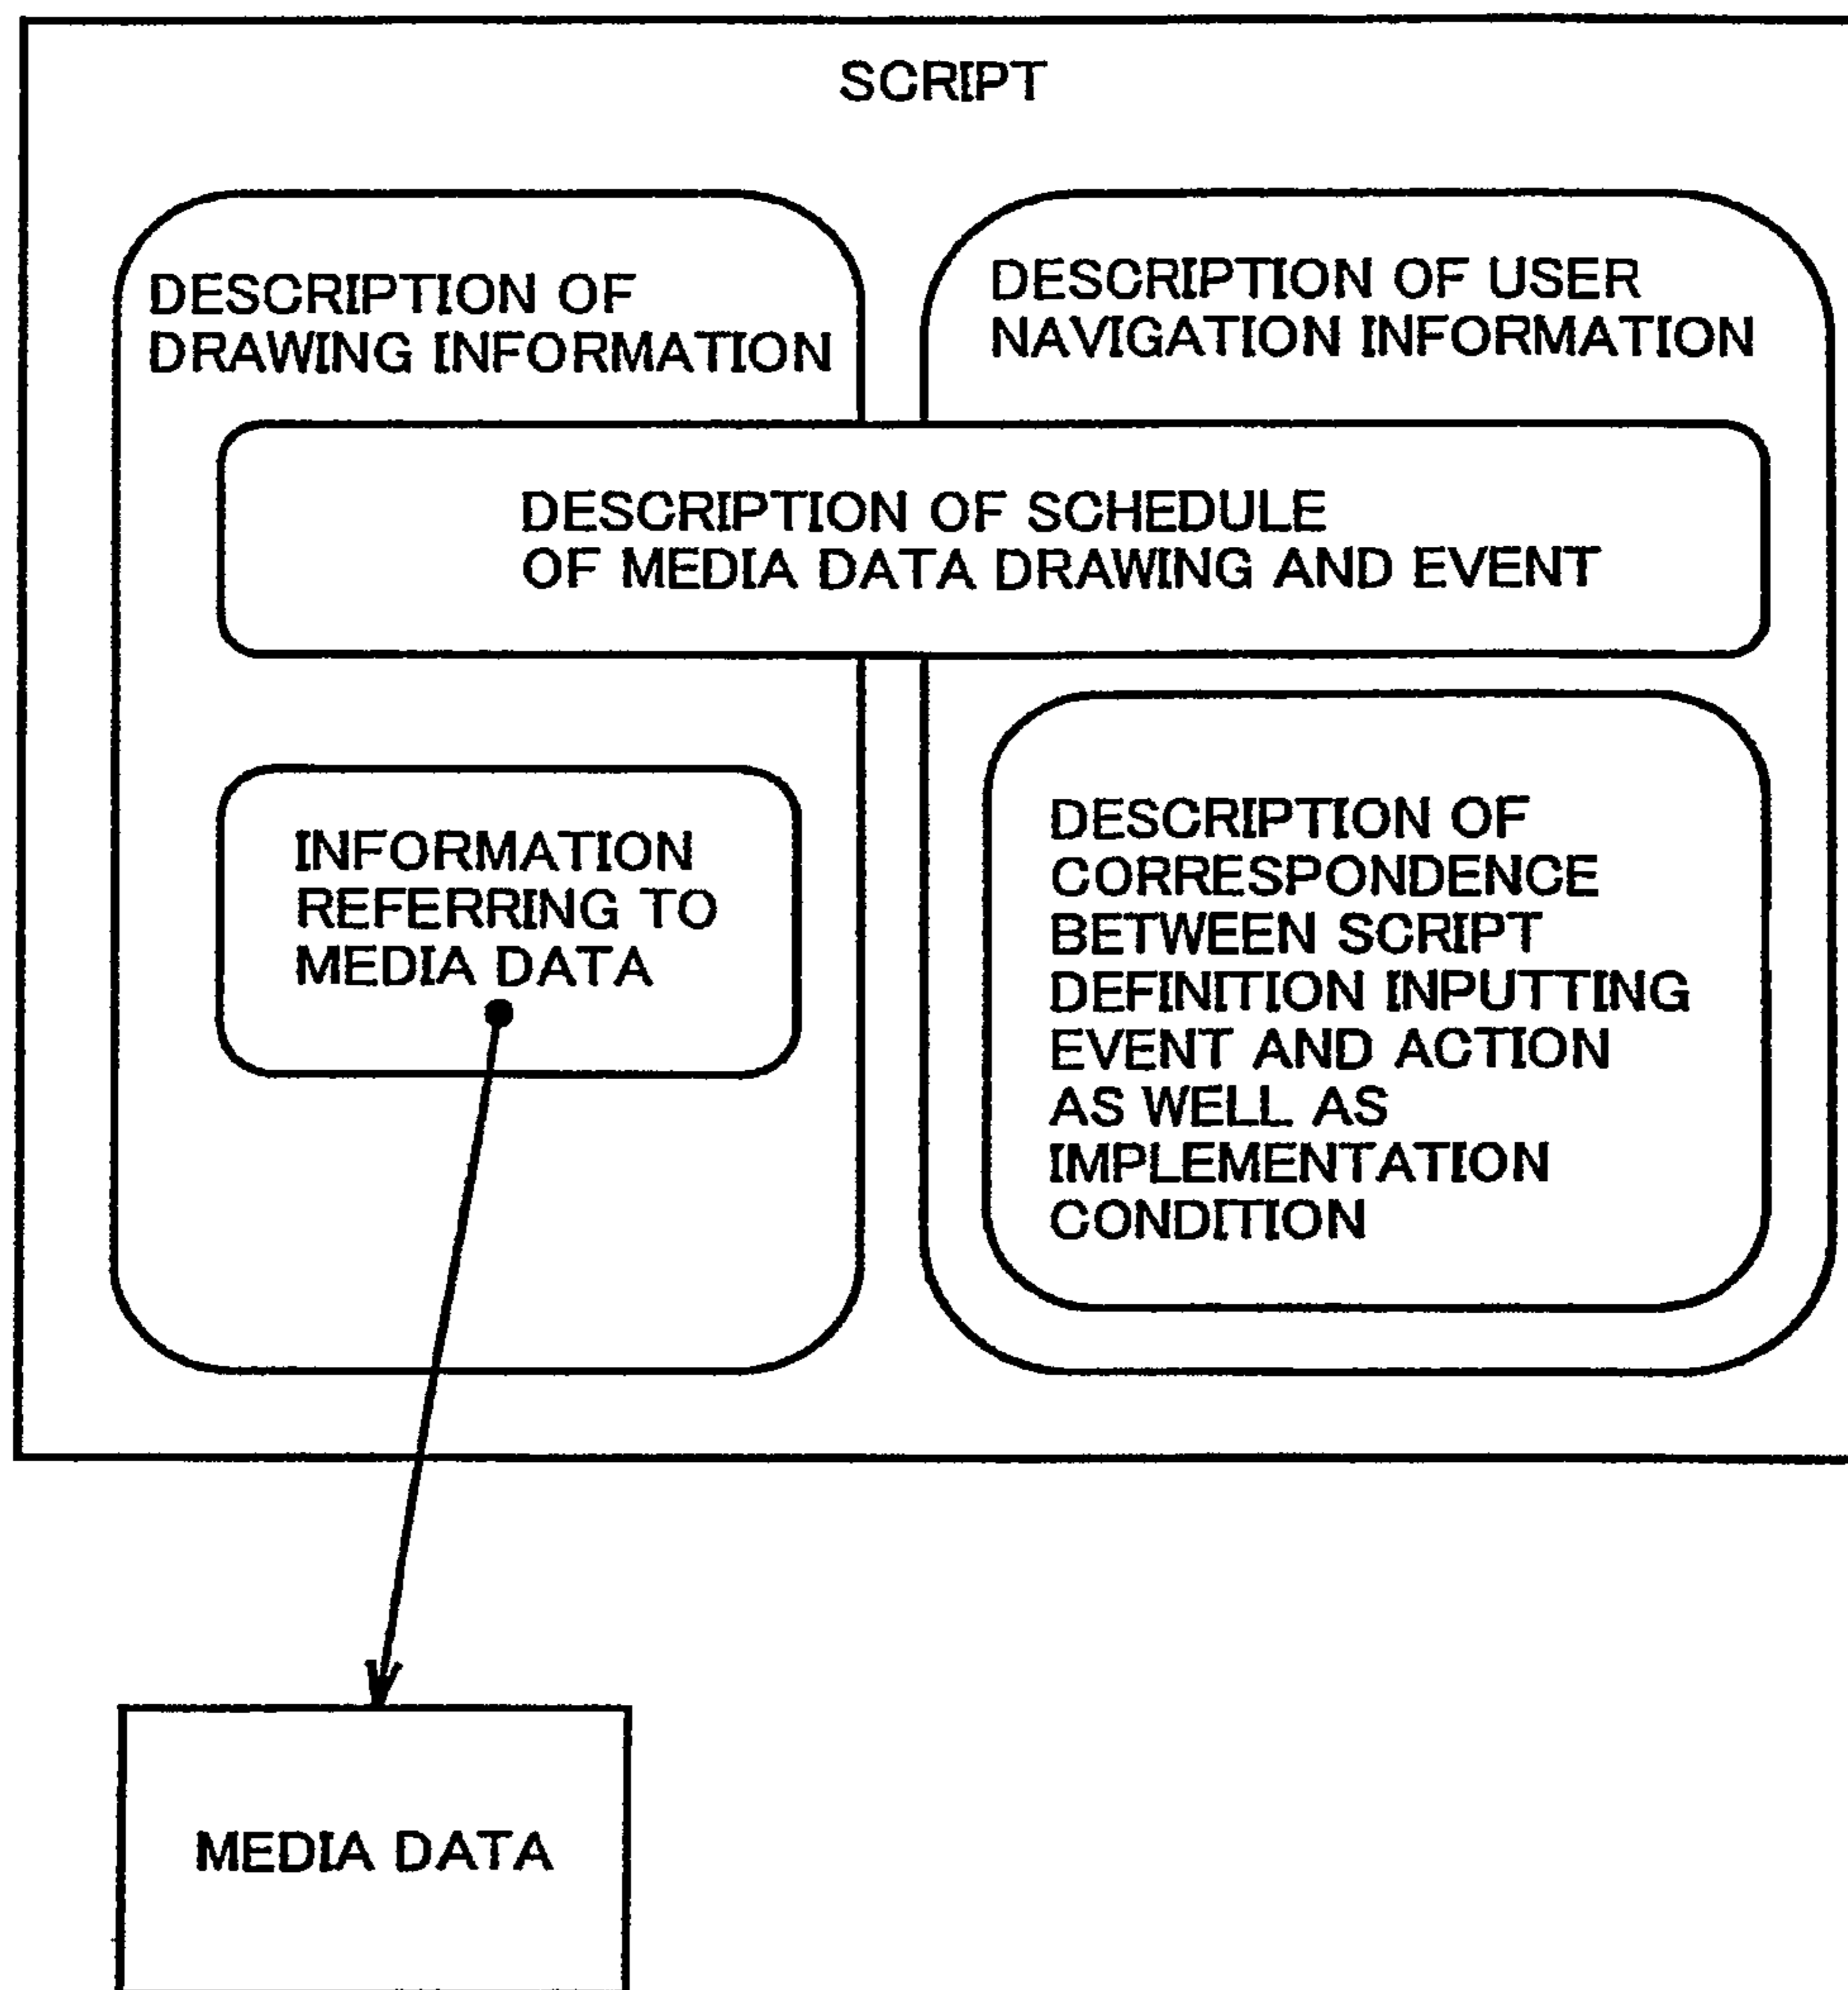 SCRIPT
DESCRIPTION OF
DRAWING INFORMATION
DESCRIPTION OF USER
NAVIGATION INFORMATION
DESCRIPTION OF SCHEDULE
OF MEDIA DATA DRAWING AND EVENT
INFORMATION
REFERRING TO
MEDIA DATA
DESCRIPTION OF
CORRESPONDENCE
BETWEEN SCRIPT
DEFINITION INPUTTING
EVENT AND ACTION
AS WELL AS
IMPLEMENTATION
CONDITION
MEDIA DATA